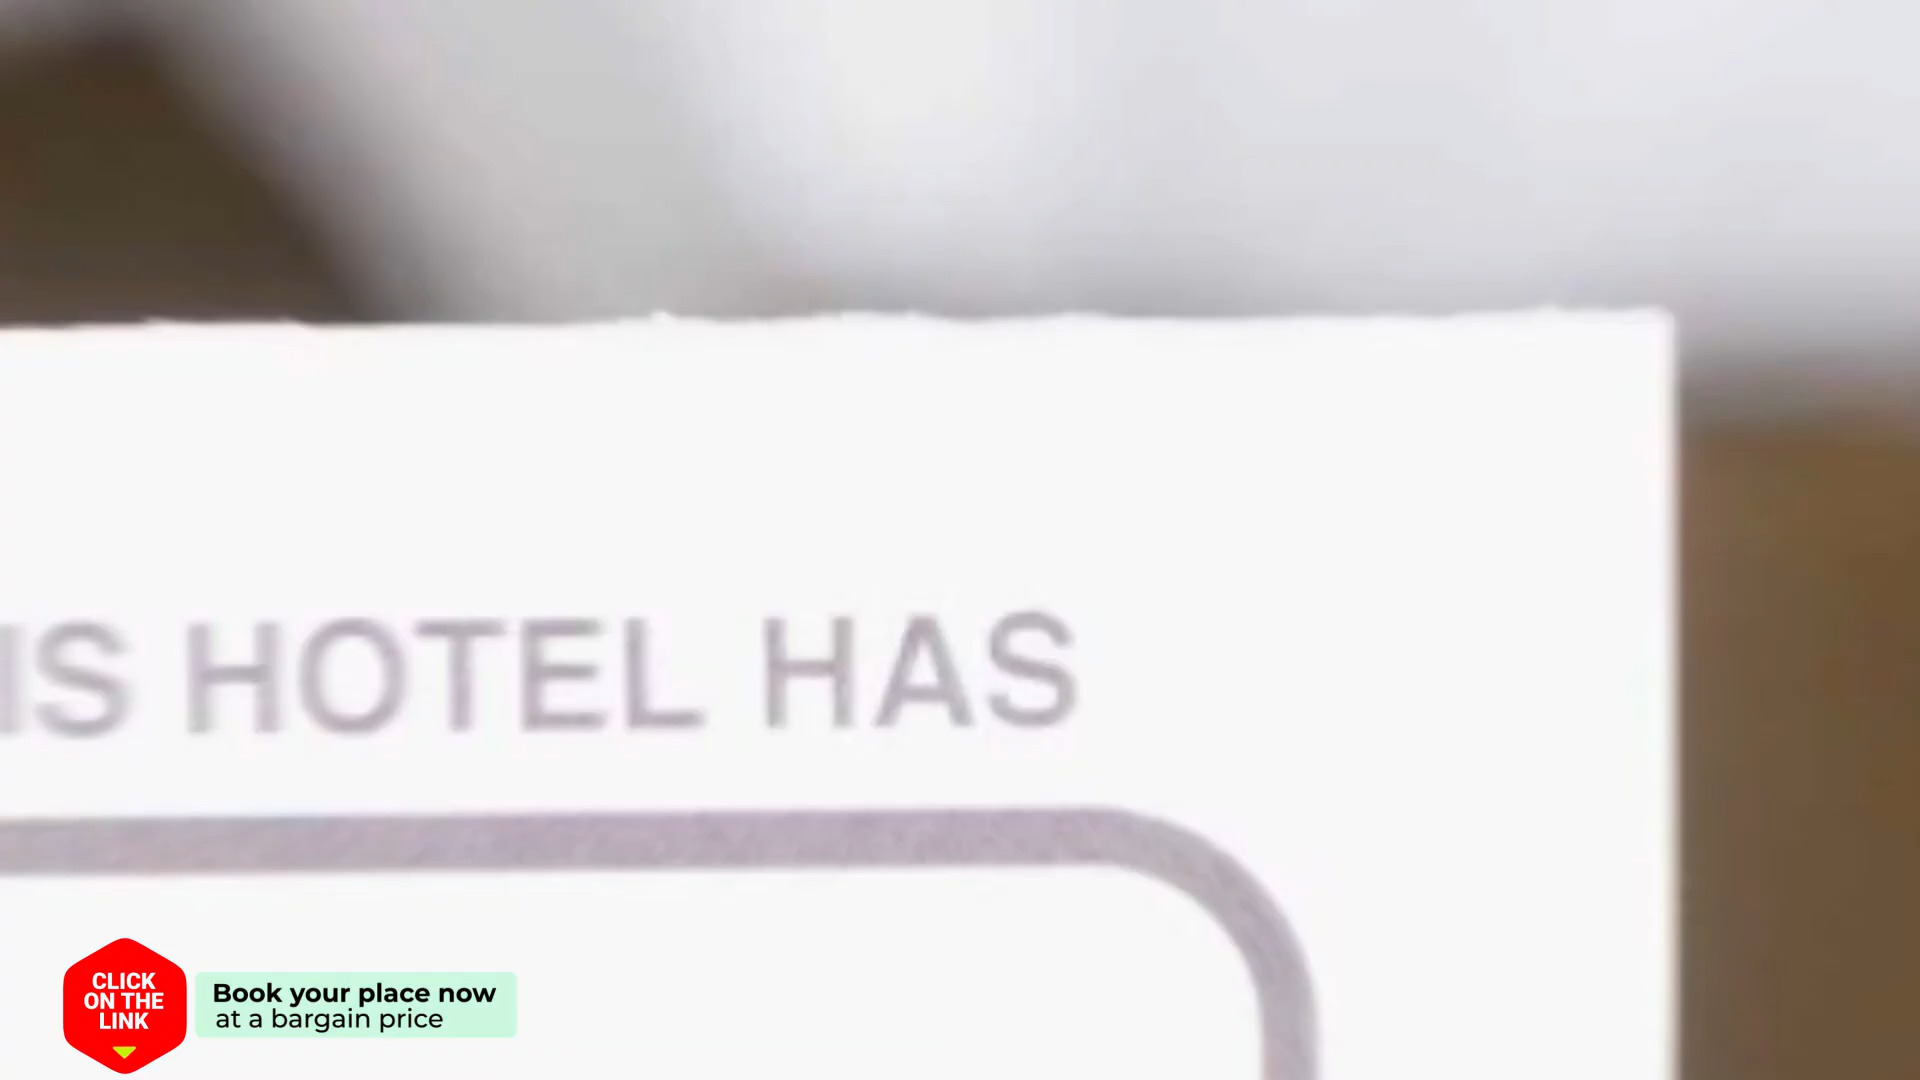 IS HOTEL HAS
CLICK
ON THE
LINK
Book your place now
at a bargain price